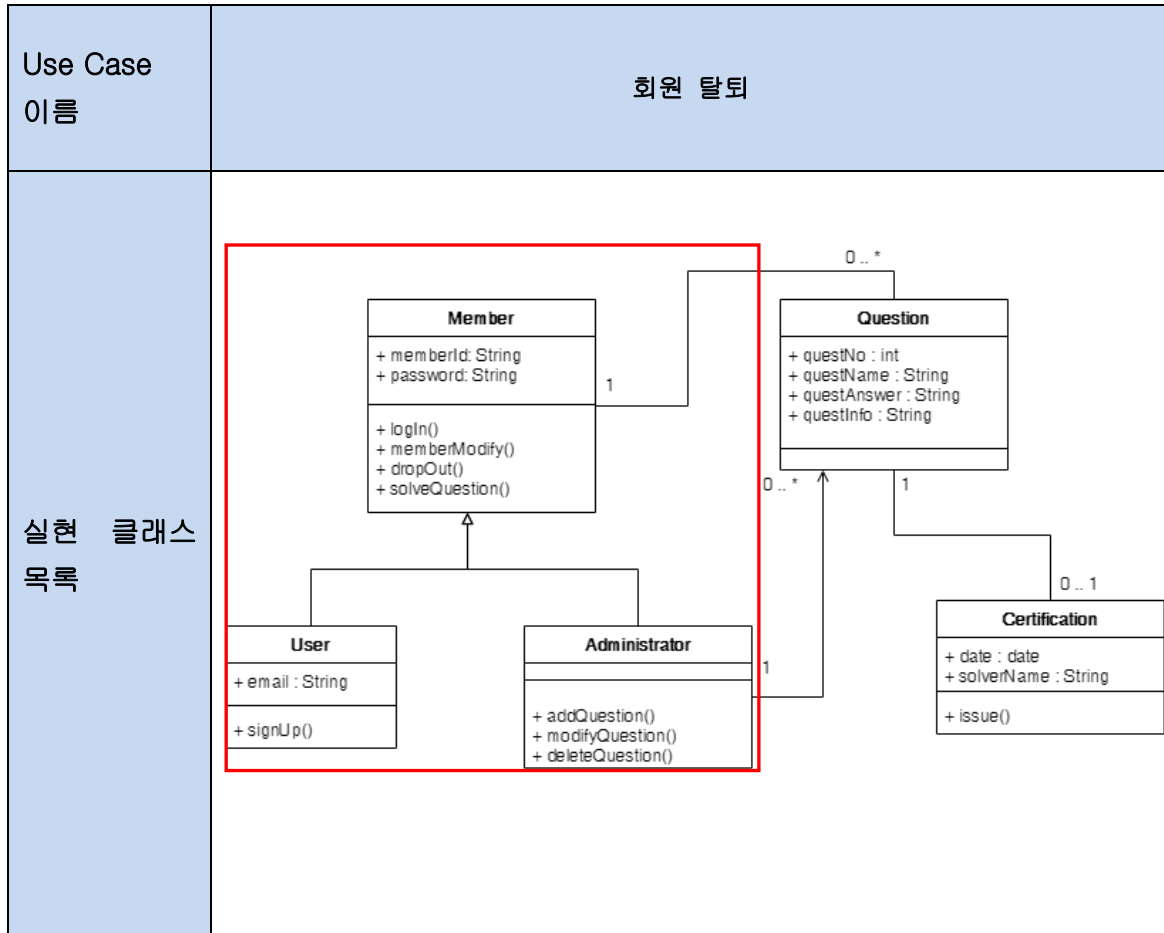 Use Case
이름
회원 탈퇴
실현 클래스
목록
0 .. *
Member
+ memberId: String
+ password: String
+ logIn()
+ memberModify()
+ dropOut()
+ solveQuestion()
1
Question
+ questNo : int
+ questName : String
+ questAnswer : String
+ questInfo : String
0 .. *
1
0 .. 1
User
+ email : String
+ signUp()
Administrator
+ addQuestion()
+ modifyQuestion()
+ deleteQuestion()
1
Certification
+ date : date
+ solverName : String
+ issue()